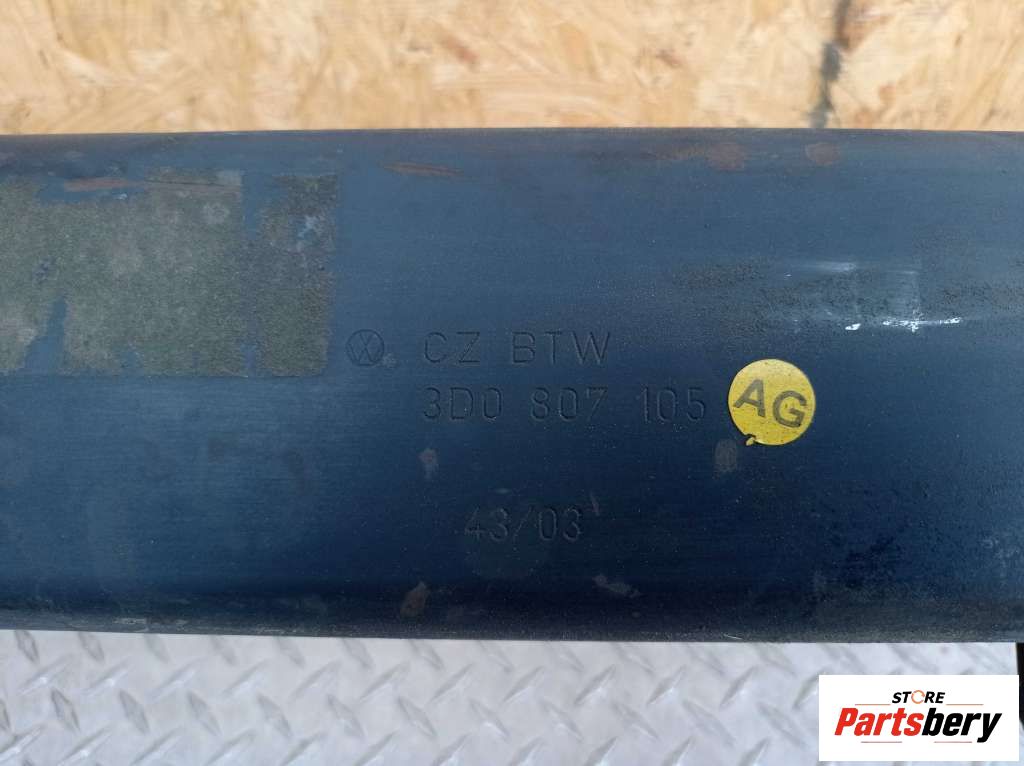 CZ BTW
3D0 807 105
AG
43/03
STORE
Partsbery